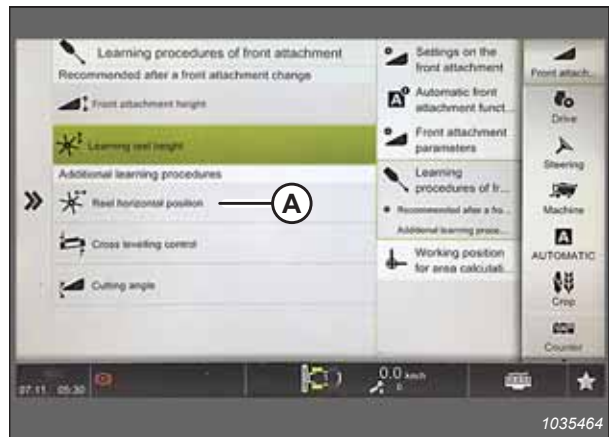 Learning procedures of front attachment
Recommended after a front attachment change
Front attachment height
Learning reel height
Additional learning procedures
Reel horizontal position
Cross levelling control
Cutting angle
A
Settings on the
front attachment
Automatic front
attachment funct...
Front attachment
parameters
Learning
procedures of fr...
Recommended after a fro...
Additional learning proce...
Working position
for area calculati...
Front attach...
Drive
Steering
Machine
A
AUTOMATIC
Crop
Counter
07.11 05:30
0.0 km/h
0
1035464